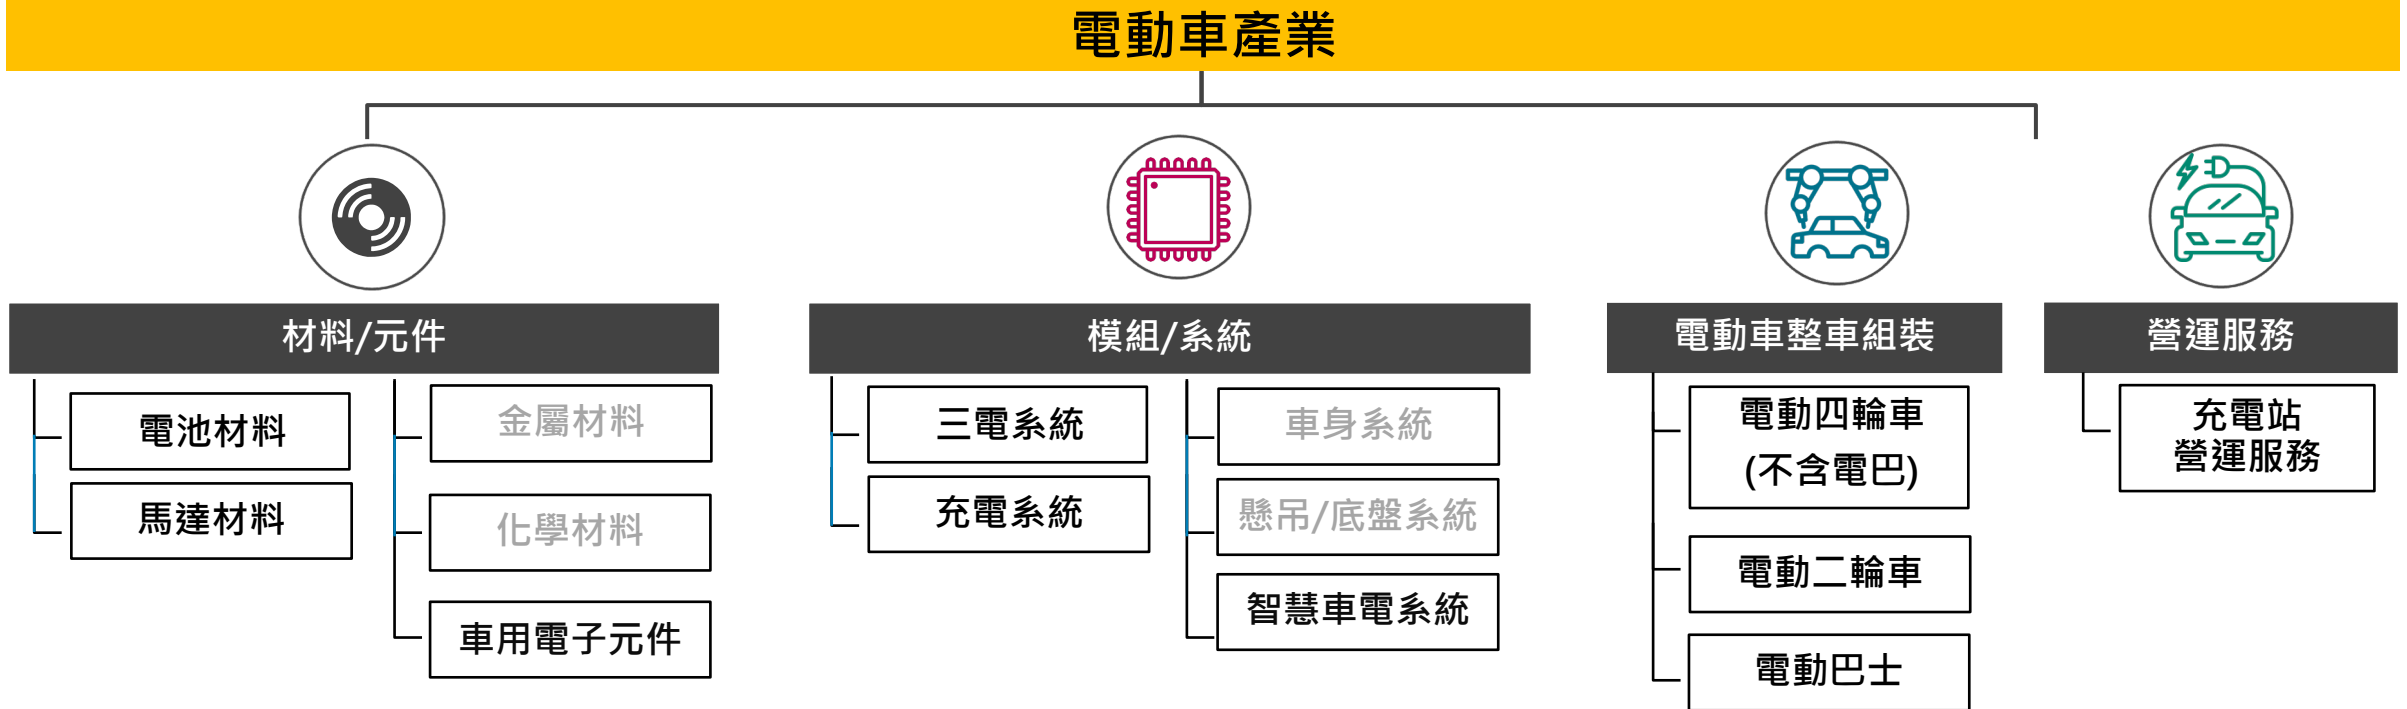 電動車產業
材料/元件
電池材料
馬達材料
金屬材料
化學材料
車用電子元件
模組/系統
三電系統
充電系統
車身系統
懸吊/底盤系統
智慧車電系統
電動車整車組裝
電動四輪車
(不含電巴)
電動二輪車
電動巴士
營運服務
充電站
營運服務